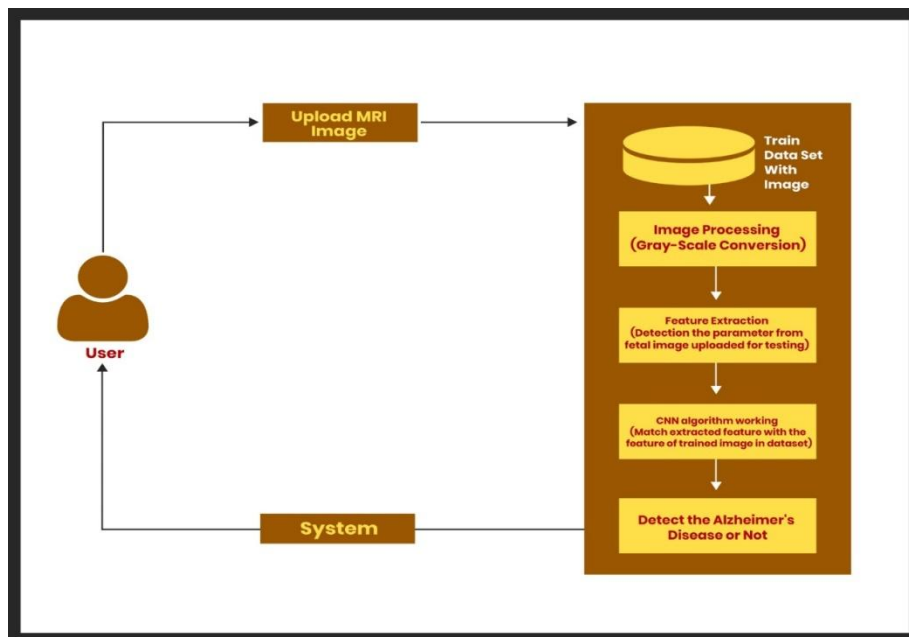 Upload MRI
Image
Train
Data Set
With
Image
Image Processing
(Gray-Scale Conversion)
Feature Extraction
(Detection the parameter from
fetal image uploaded for testing)
User
CNN algorithm working
(Match extracted feature with the
feature of trained image in dataset)
System
Detect the Alzheimer's
Disease or Not